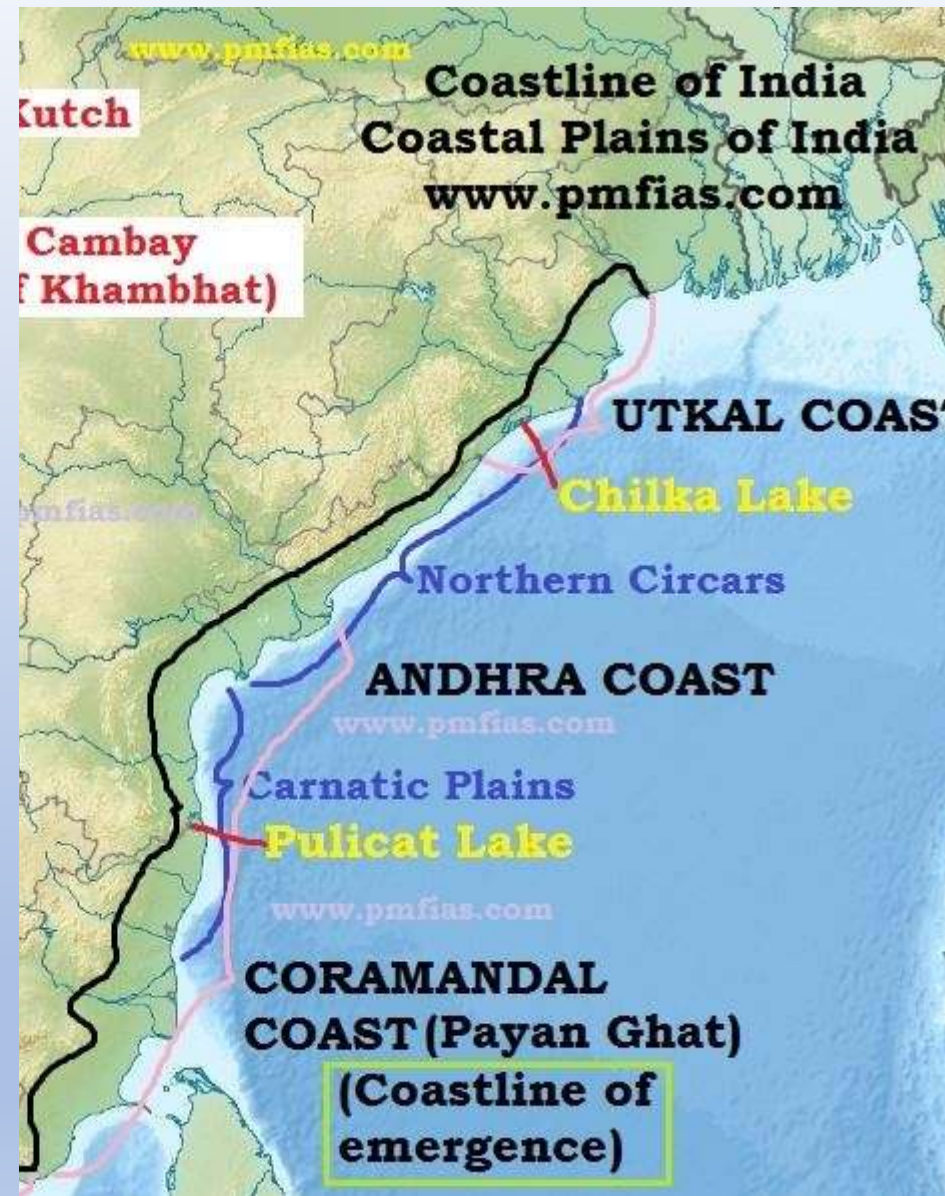 www.pmfias.com
Coastline of India
Coastal Plains of India
www.pmfias.com
Kutch
Cambay
f Khambhat)
UTKAL COAST
Chilka Lake
pmfias.com
Northern Circars
ANDHRA COAST
www.pmfias.com
Carnatic Plains
Pulicat Lake
www.pmfias.com
CORAMANDAL
COAST (Payan Ghat)
(Coastline of
emergence)